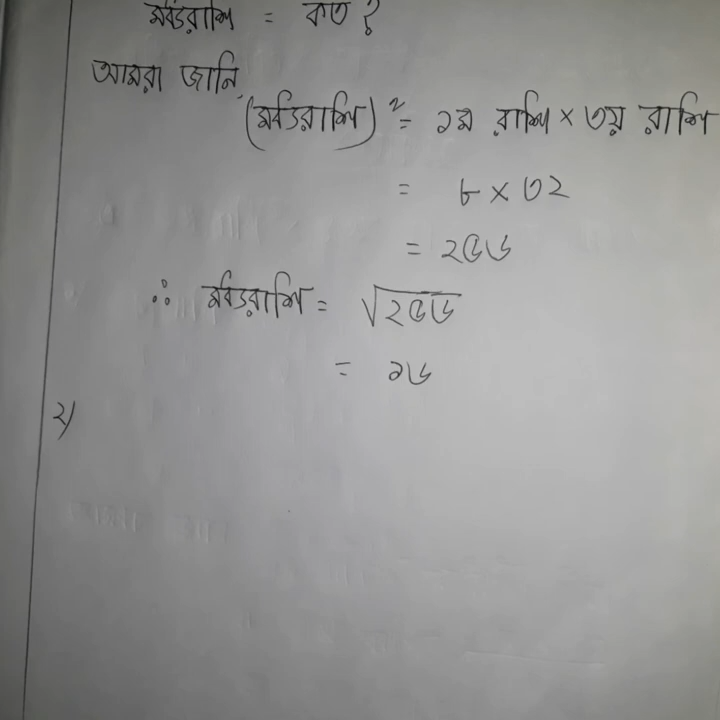 মধ্যরাশি = কত ?
আমরা জানি,
(মধ্যরাশি)² = ১ম রাশি × ৩য় রাশি
= ৮ × ৩২
= ২৫৬
∴ মধ্যরাশি = √২৫৬
= ১৬
২)